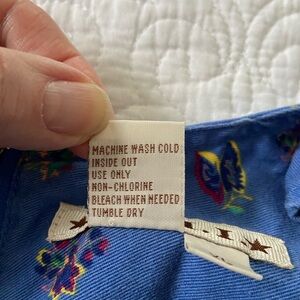 MACHINE WASH COLD
INSIDE OUT
USE ONLY
NON-CHLORINE
BLEACH WHEN NEEDED
TUMBLE DRY